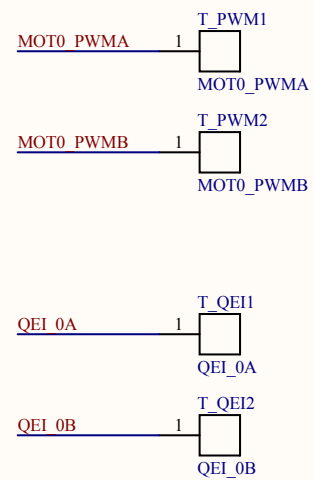 T_PWM1
MOT0_PWMA 1
MOT0_PWMA
T_PWM2
MOT0_PWMB 1
MOT0_PWMB
T_QEI1
QEI_0A 1
QEI_0A
T_QEI2
QEI_0B 1
QEI_0B